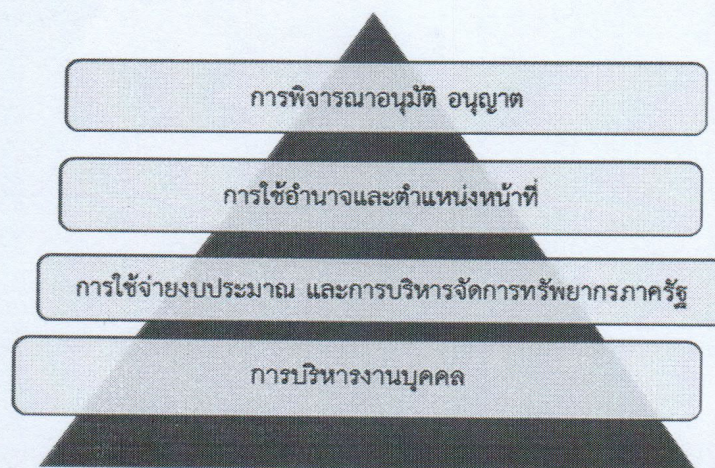 การพิจารณาอนุมัติ อนุญาต
การใช้อำนาจและตำแหน่งหน้าที่
การใช้จ่ายงบประมาณ และการบริหารจัดการทรัพยากรภาครัฐ
การบริหารงานบุคคล